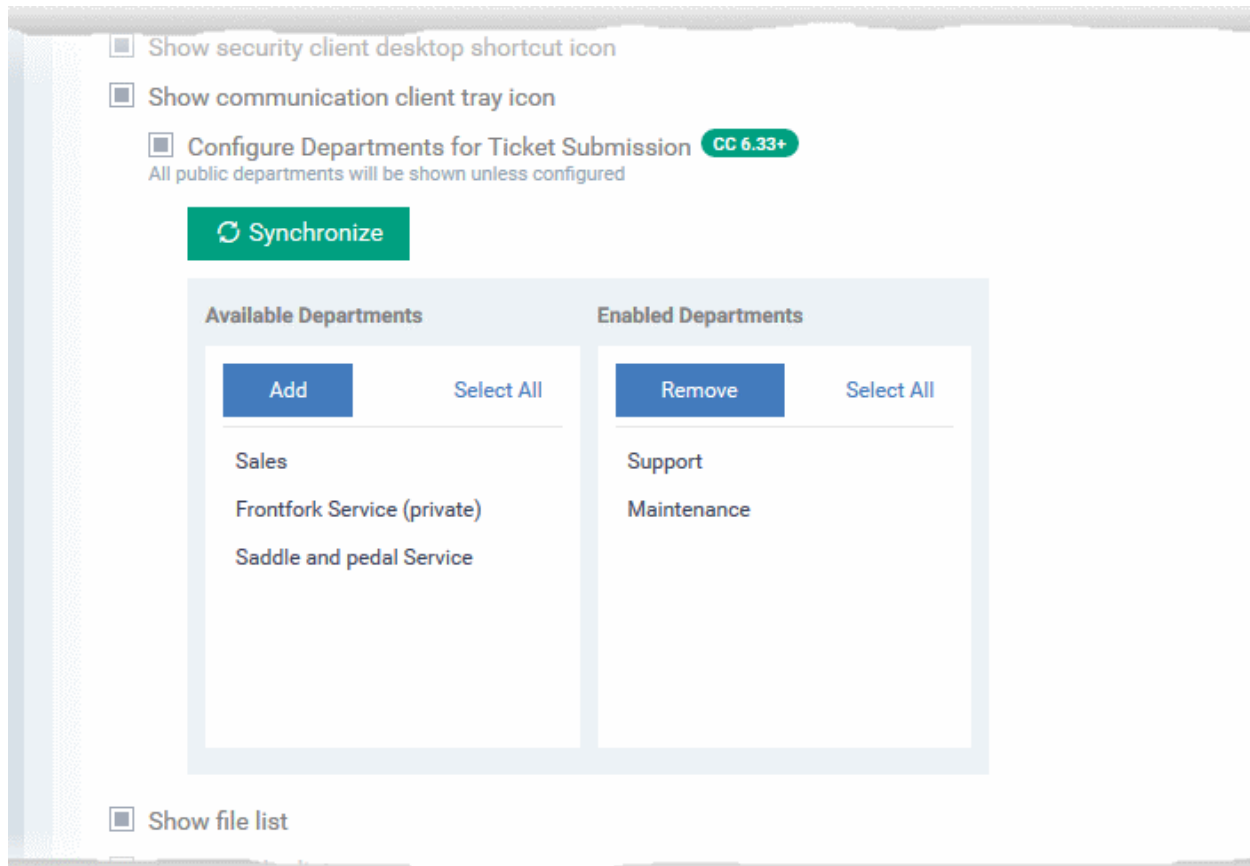 Show security client desktop shortcut icon
Show communication client tray icon
Configure Departments for Ticket Submission CC 6.33+
All public departments will be shown unless configured
Synchronize
Available Departments Enabled Departments
Add Select All Remove Select All
Sales Support
Frontfork Service (private) Maintenance
Saddle and pedal Service
Show file list